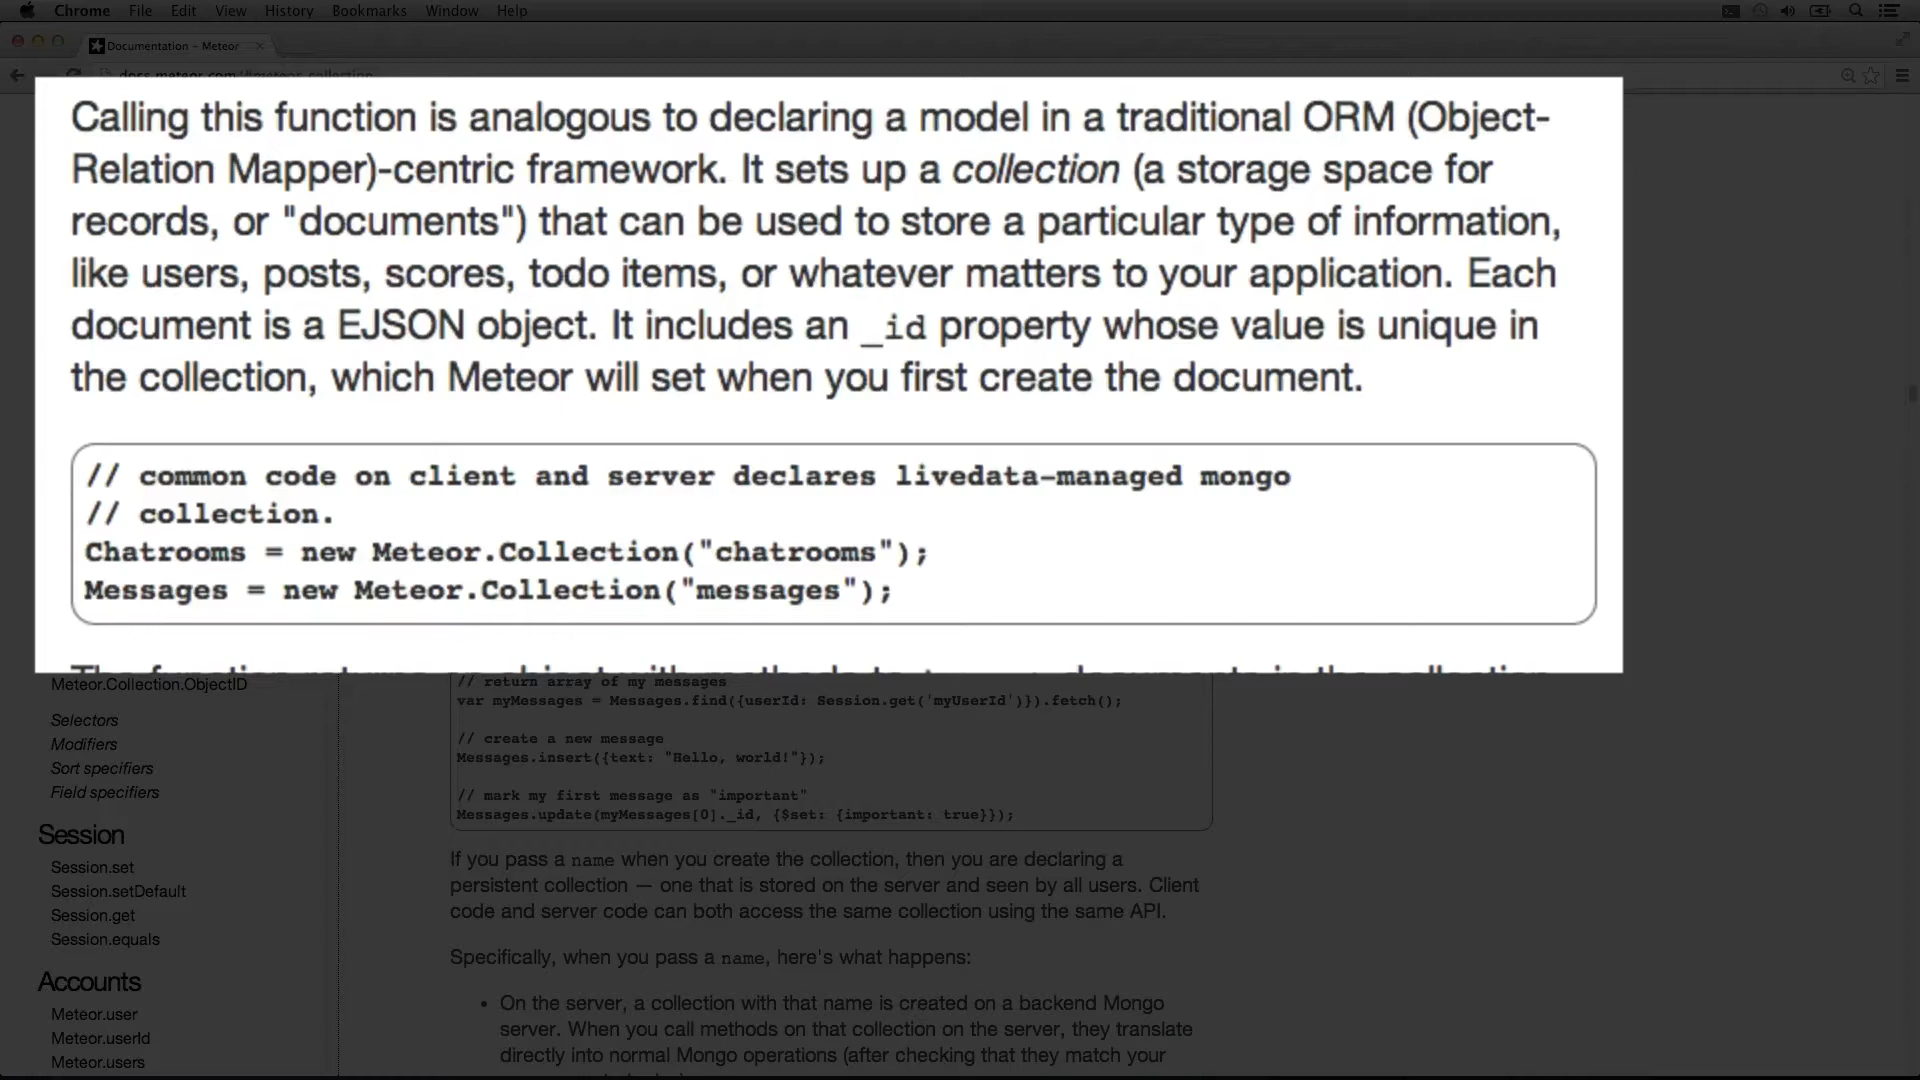 Chrome File Edit View History Bookmarks Window Help
Documentation – Meteor
docs.meteor.com/#meteor_collection
Calling this function is analogous to declaring a model in a traditional ORM (Object-
Relation Mapper)-centric framework. It sets up a collection (a storage space for
records, or "documents") that can be used to store a particular type of information,
like users, posts, scores, todo items, or whatever matters to your application. Each
document is a EJSON object. It includes an _id property whose value is unique in
the collection, which Meteor will set when you first create the document.
// common code on client and server declares livedata-managed mongo
// collection.
Chatrooms = new Meteor.Collection("chatrooms");
Messages = new Meteor.Collection("messages");
Meteor.Collection.ObjectID
Selectors
Modifiers
Sort specifiers
Field specifiers
Session
Session.set
Session.setDefault
Session.get
Session.equals
Accounts
Meteor.user
Meteor.userId
Meteor.users
// return array of my messages
var myMessages = Messages.find({userId: Session.get('myUserId')}).fetch();
// create a new message
Messages.insert({text: "Hello, world!"});
// mark my first message as "important"
Messages.update(myMessages[0]._id, {$set: {important: true}});
If you pass a name when you create the collection, then you are declaring a
persistent collection — one that is stored on the server and seen by all users. Client
code and server code can both access the same collection using the same API.
Specifically, when you pass a name, here's what happens:
• On the server, a collection with that name is created on a backend Mongo
server. When you call methods on that collection on the server, they translate
directly into normal Mongo operations (after checking that they match your